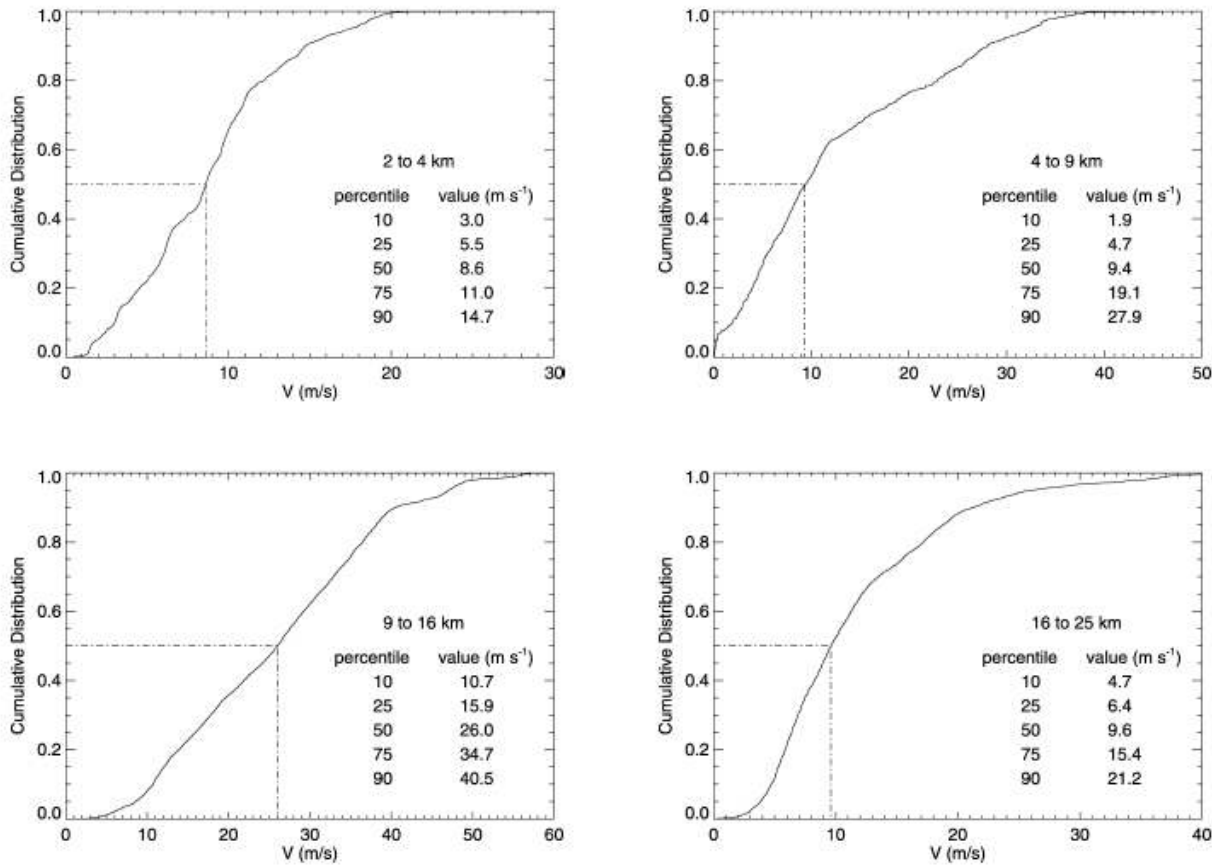 1.0
0.8
0.6
0.4
0.2
0.0
Cumulative Distribution
2 to 4 km
percentile value (m s⁻¹)
10 3.0
25 5.5
50 8.6
75 11.0
90 14.7
0 10 20 30
V (m/s)
1.0
0.8
0.6
0.4
0.2
0.0
Cumulative Distribution
4 to 9 km
percentile value (m s⁻¹)
10 1.9
25 4.7
50 9.4
75 19.1
90 27.9
0 10 20 30 40 50
V (m/s)
1.0
0.8
0.6
0.4
0.2
0.0
Cumulative Distribution
9 to 16 km
percentile value (m s⁻¹)
10 10.7
25 15.9
50 26.0
75 34.7
90 40.5
0 10 20 30 40 50 60
V (m/s)
1.0
0.8
0.6
0.4
0.2
0.0
Cumulative Distribution
16 to 25 km
percentile value (m s⁻¹)
10 4.7
25 6.4
50 9.6
75 15.4
90 21.2
0 10 20 30 40
V (m/s)